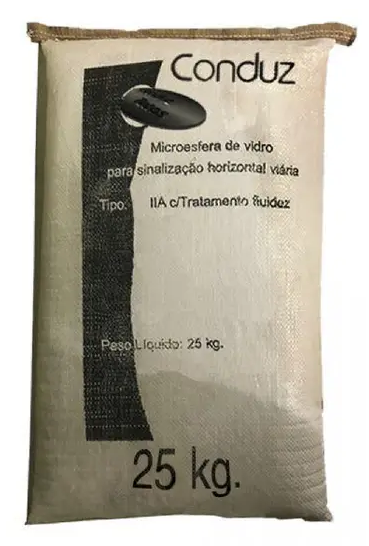 Conduz
Microesfera de vidro
para sinalização horizontal viária
Tipo: IIA c/Tratamento fluidez
Peso Líquido: 25 kg.
25 kg.